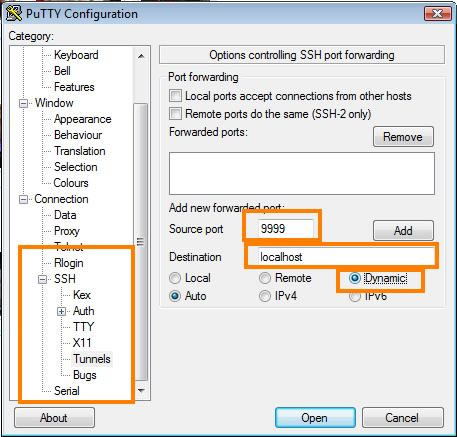 PuTTY Configuration
Category:
Keyboard
Bell
Features
Window
Appearance
Behaviour
Translation
Selection
Colours
Connection
Data
Proxy
Telnet
Rlogin
SSH
Kex
Auth
TTY
X11
Tunnels
Bugs
Serial
Options controlling SSH port forwarding
Port forwarding
Local ports accept connections from other hosts
Remote ports do the same (SSH-2 only)
Forwarded ports:
Remove
Add new forwarded port:
Source port 9999 Add
Destination localhost
Local Remote Dynamic
Auto IPv4 IPv6
About Open Cancel